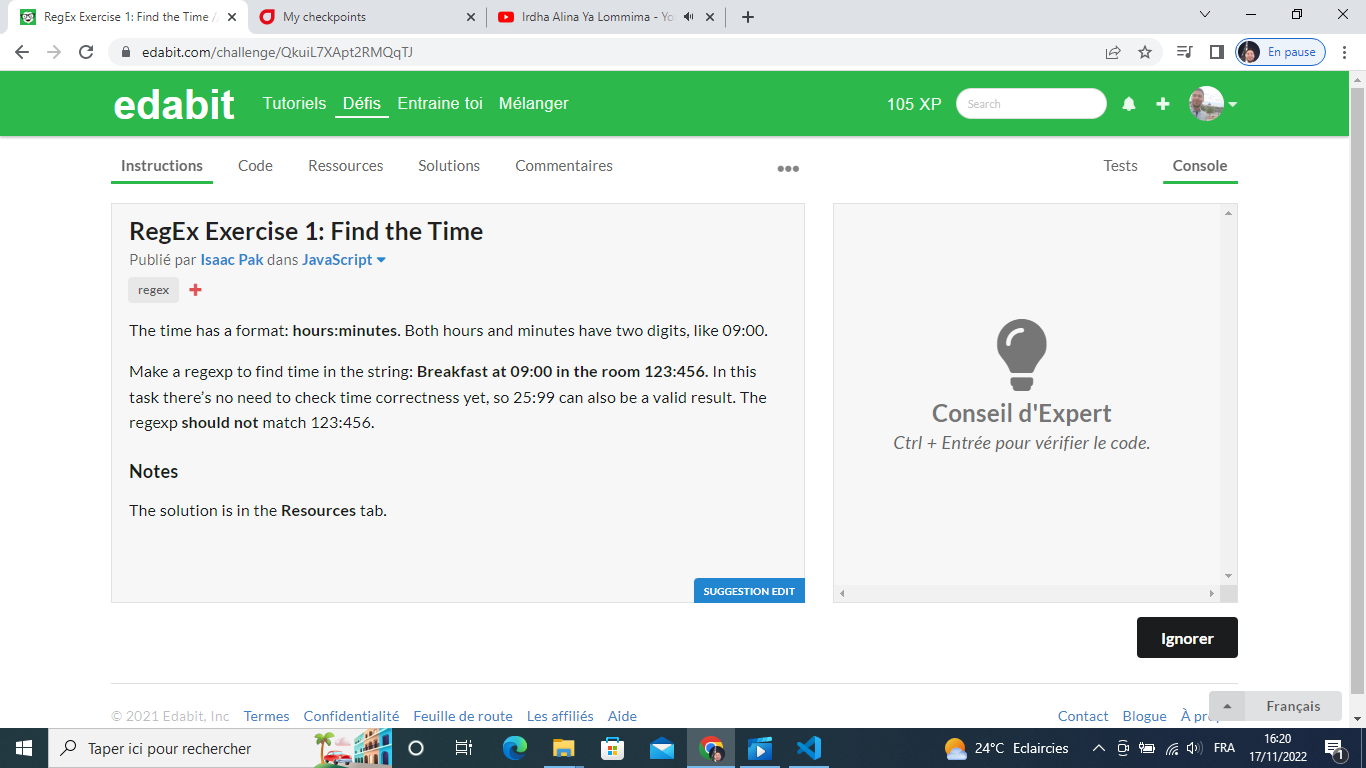 RegEx Exercise 1: Find the Time /
My checkpoints
Irdha Alina Ya Lommima - Yo
edabit.com/challenge/QkuiL7XApt2RMQqTJ
En pause
edabit
Tutoriels Défis Entraine toi Mélanger
105 XP
Search
Instructions Code Ressources Solutions Commentaires
Tests Console
RegEx Exercise 1: Find the Time
Publié par Isaac Pak dans JavaScript
regex
The time has a format: hours:minutes. Both hours and minutes have two digits, like 09:00.
Make a regexp to find time in the string: Breakfast at 09:00 in the room 123:456. In this
task there's no need to check time correctness yet, so 25:99 can also be a valid result. The
regexp should not match 123:456.
Notes
The solution is in the Resources tab.
SUGGESTION EDIT
Conseil d'Expert
Ctrl + Entrée pour vérifier le code.
Ignorer
© 2021 Edabit, Inc Termes Confidentialité Feuille de route Les affiliés Aide
Contact Blogue À
Français
Taper ici pour rechercher
24°C Eclaircies
FRA
16:20
17/11/2022
1